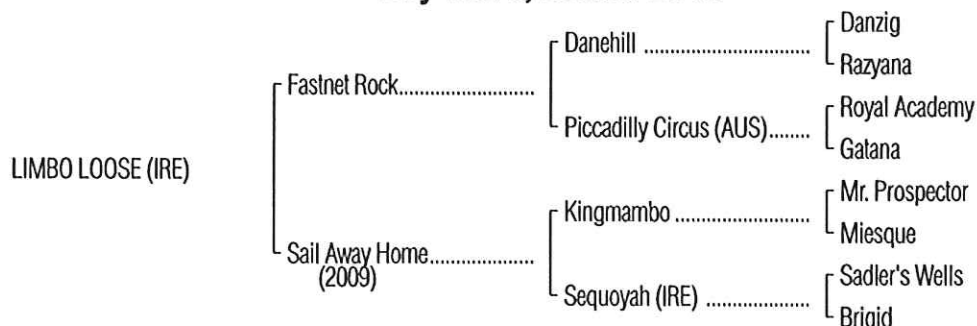 Danzig
Danehill ............................
Razyana
Fastnet Rock.......................
Royal Academy
Piccadilly Circus (AUS)........
Gatana
LIMBO LOOSE (IRE)
Mr. Prospector
Kingmambo .......................
Miesque
Sail Away Home.................
(2009)
Sadler's Wells
Sequoyah (IRE) .................
Brigid